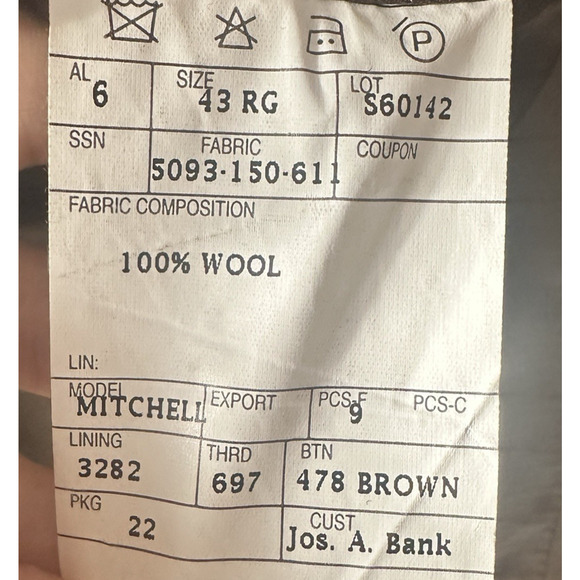 P
AL SIZE LOT
6 43 RG S60142
SSN FABRIC COUPON
5093-150-611
FABRIC COMPOSITION
100% WOOL
LIN:
MODEL EXPORT PCS-F PCS-C
MITCHELL 9
LINING THRD BTN
3282 697 478 BROWN
PKG CUST
22 Jos. A. Bank